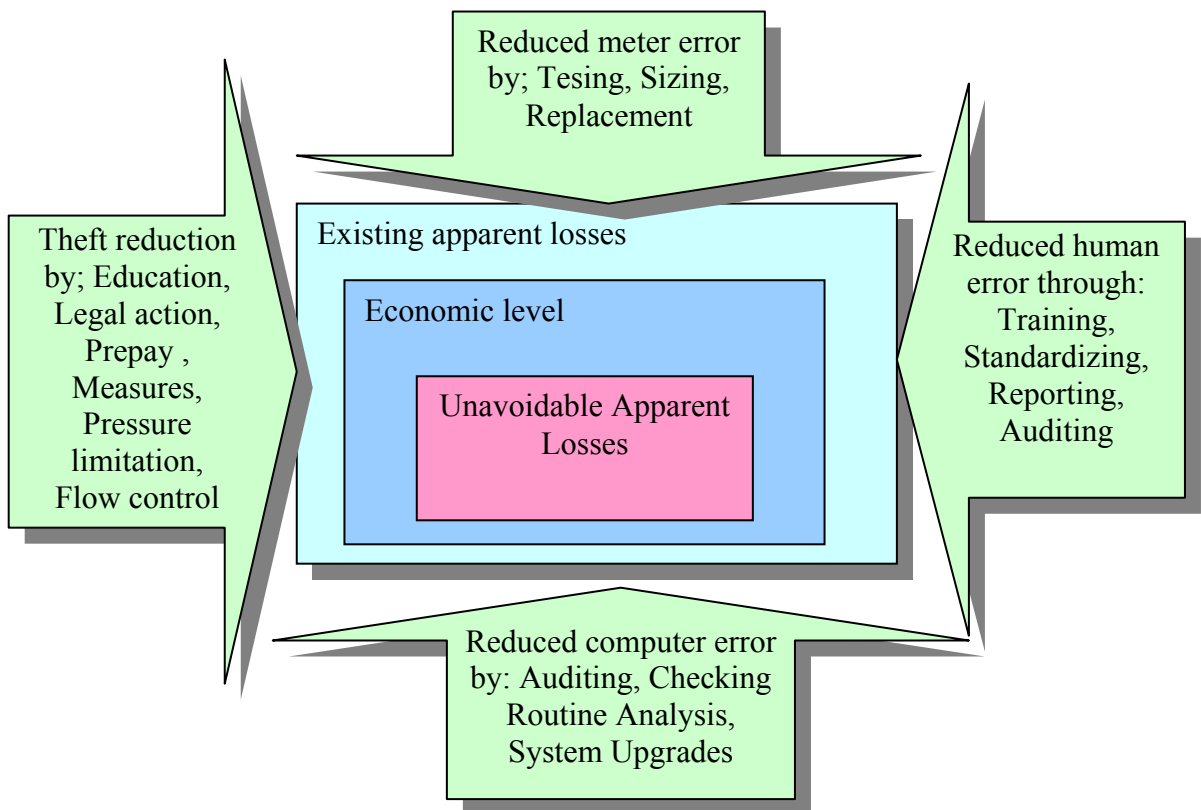 Reduced meter error
by; Tesing, Sizing,
Replacement
Theft reduction
by; Education,
Legal action,
Prepay ,
Measures,
Pressure
limitation,
Flow control
Existing apparent losses
Economic level
Unavoidable Apparent
Losses
Reduced human
error through:
Training,
Standardizing,
Reporting,
Auditing
Reduced computer error
by: Auditing, Checking
Routine Analysis,
System Upgrades